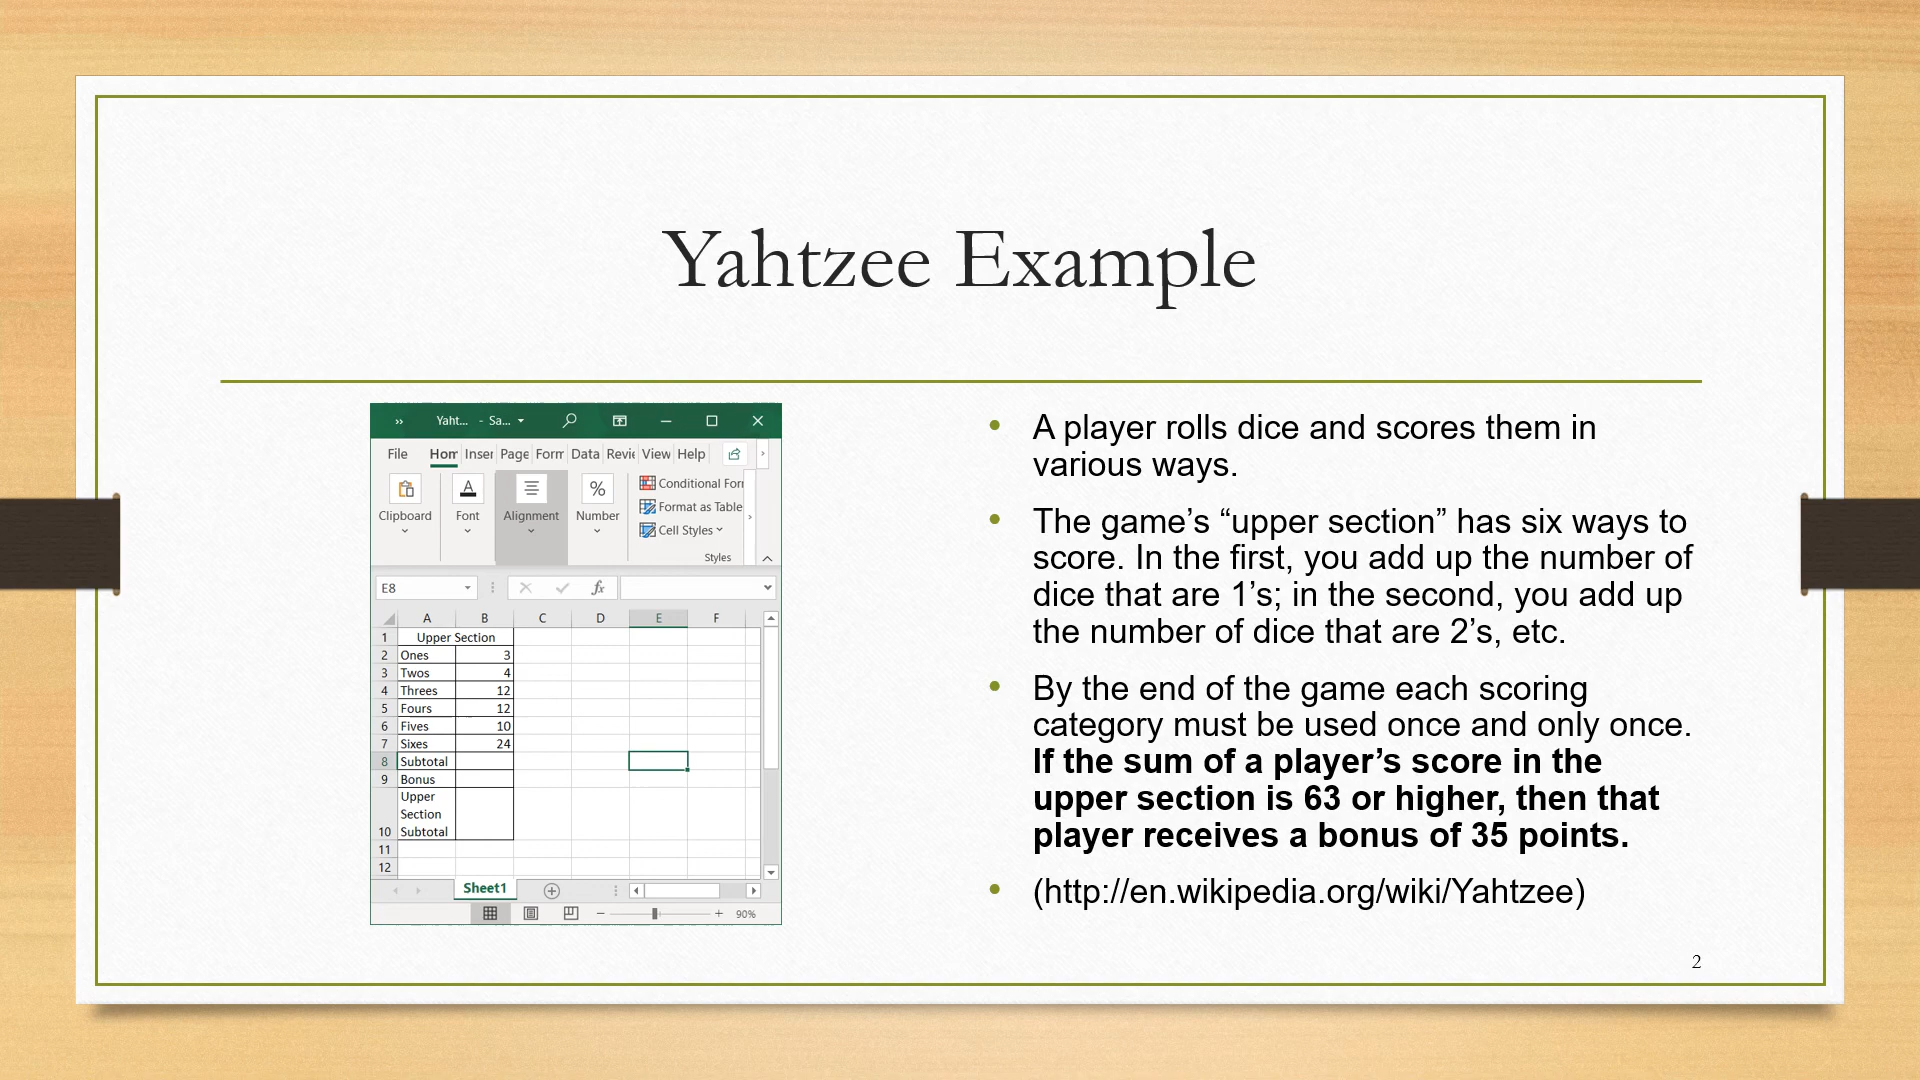 Yahtzee Example
Yaht... - Sa...
File Hom Inser Page Form Data Revie View Help
Clipboard Font Alignment Number
Conditional Form
Format as Table
Cell Styles
Styles
E8
fx
A B C D E F
1 Upper Section
2 Ones 3
3 Twos 4
4 Threes 12
5 Fours 12
6 Fives 10
7 Sixes 24
8 Subtotal
9 Bonus
Upper
Section
10 Subtotal
11
12
Sheet1
90%
• A player rolls dice and scores them in
various ways.
• The game’s “upper section” has six ways to
score. In the first, you add up the number of
dice that are 1’s; in the second, you add up
the number of dice that are 2’s, etc.
• By the end of the game each scoring
category must be used once and only once.
If the sum of a player’s score in the
upper section is 63 or higher, then that
player receives a bonus of 35 points.
• (http://en.wikipedia.org/wiki/Yahtzee)
2